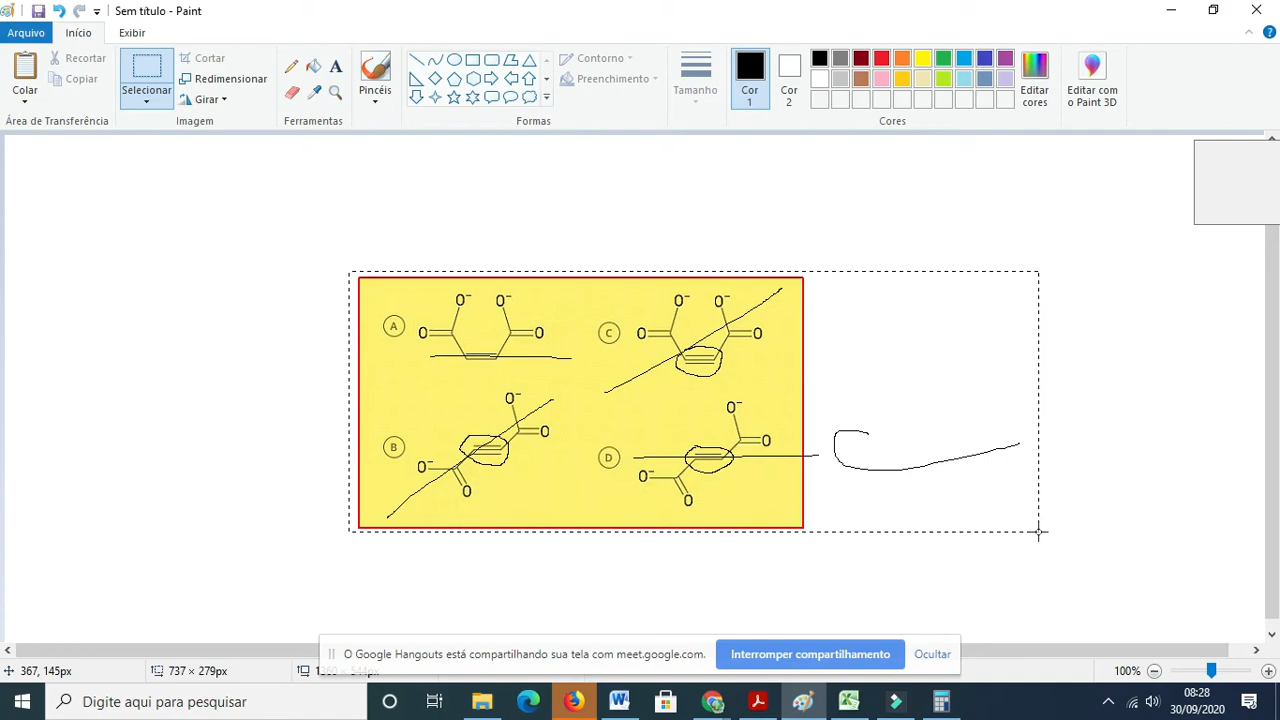 Sem título - Paint
Arquivo Início Exibir
Colar
Recortar
Copiar
Área de Transferência
Selecionar
Cortar
Redimensionar
Girar
Imagem
A
Ferramentas
Pincéis
Contorno
Preenchimento
Formas
Tamanho
Cor
1
Cor
2
Editar
cores
Editar com
o Paint 3D
Cores
A O⁻ O⁻ O O
C O⁻ O⁻ O O
B O⁻ O O⁻ O
D O⁻ O O⁻ O
O Google Hangouts está compartilhando sua tela com meet.google.com. Interromper compartilhamento Ocultar
367, 145px 737 × 279px 1360 × 544px 100%
Digite aqui para pesquisar
08:28
30/09/2020